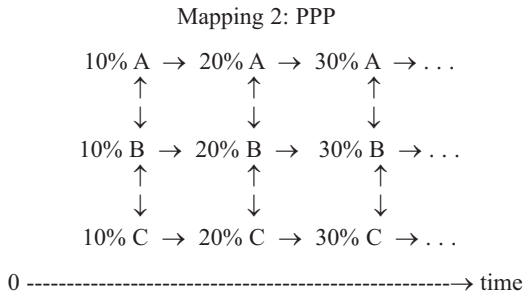 Mapping 2: PPP
10% A → 20% A → 30% A → . . .
↑ ↑ ↑
↓ ↓ ↓
10% B → 20% B → 30% B → . . .
↑ ↑ ↑
↓ ↓ ↓
10% C → 20% C → 30% C → . . .
0 ------------------------------------------------→ time